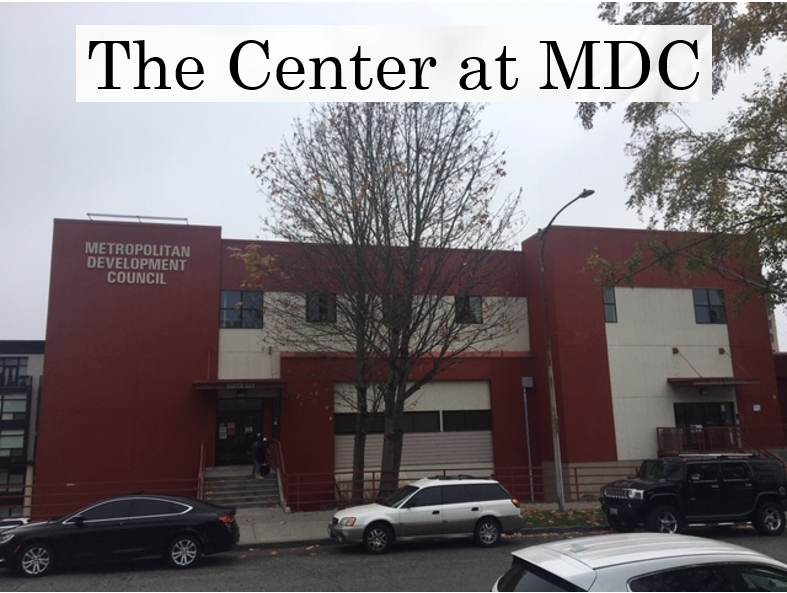 The Center at MDC
METROPOLITAN
DEVELOPMENT
COUNCIL